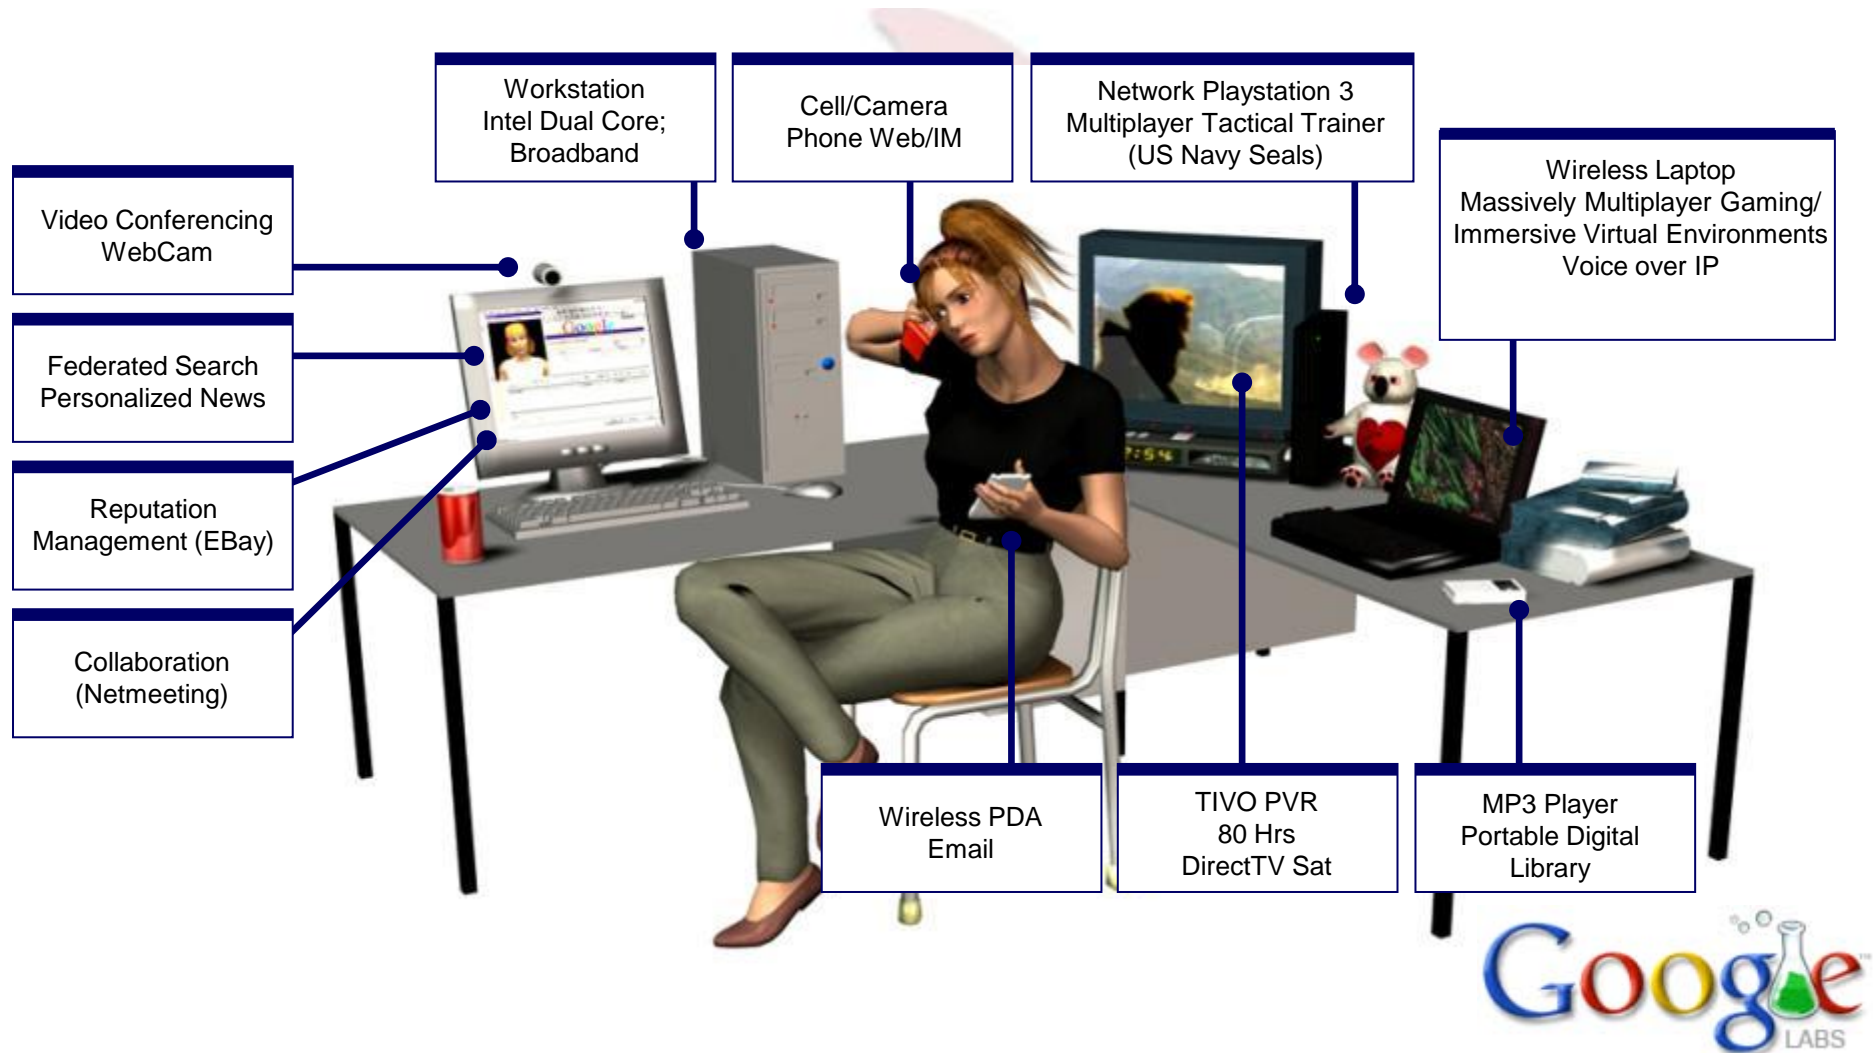 Workstation
Intel Dual Core;
Broadband
Cell/Camera
Phone Web/IM
Network Playstation 3
Multiplayer Tactical Trainer
(US Navy Seals)
Wireless Laptop
Massively Multiplayer Gaming/
Immersive Virtual Environments
Voice over IP
Video Conferencing
WebCam
Federated Search
Personalized News
Reputation
Management (EBay)
Collaboration
(Netmeeting)
Google
Wireless PDA
Email
TIVO PVR
80 Hrs
DirectTV Sat
MP3 Player
Portable Digital
Library
Google™
LABS